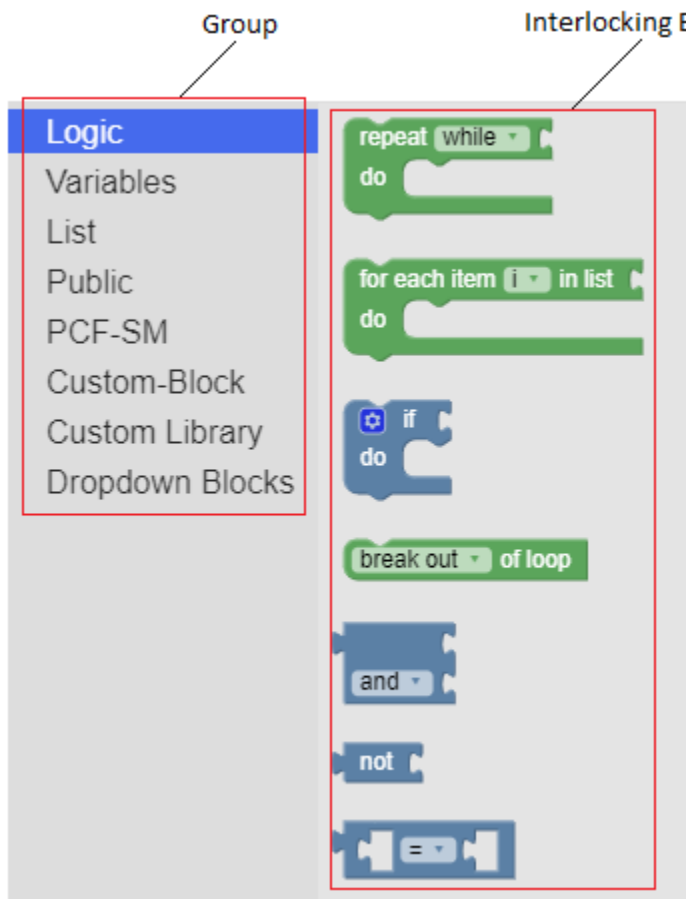 Group
Interlocking
Logic
Variables
List
Public
PCF-SM
Custom-Block
Custom Library
Dropdown Blocks
repeat while
do
for each item i in list
do
if
do
break out of loop
and
not
=